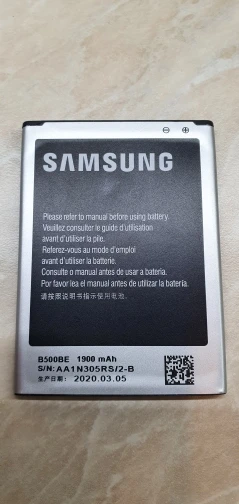 SAMSUNG
Please refer to manual before using battery.
Veuillez consulter le guide d'utilisation
avant d'utiliser la pile.
Referez-vous au mode d'emploi
avant d'utiliser la batterie.
Consulte o manual antes de usar a bateria.
Por favor lea el manual antes de utilizar la batería.
请按照说明书指示使用电池.
B500BE 1900 mAh
S/N:AA1N305RS/2-B
生产日期: 2020.03.05